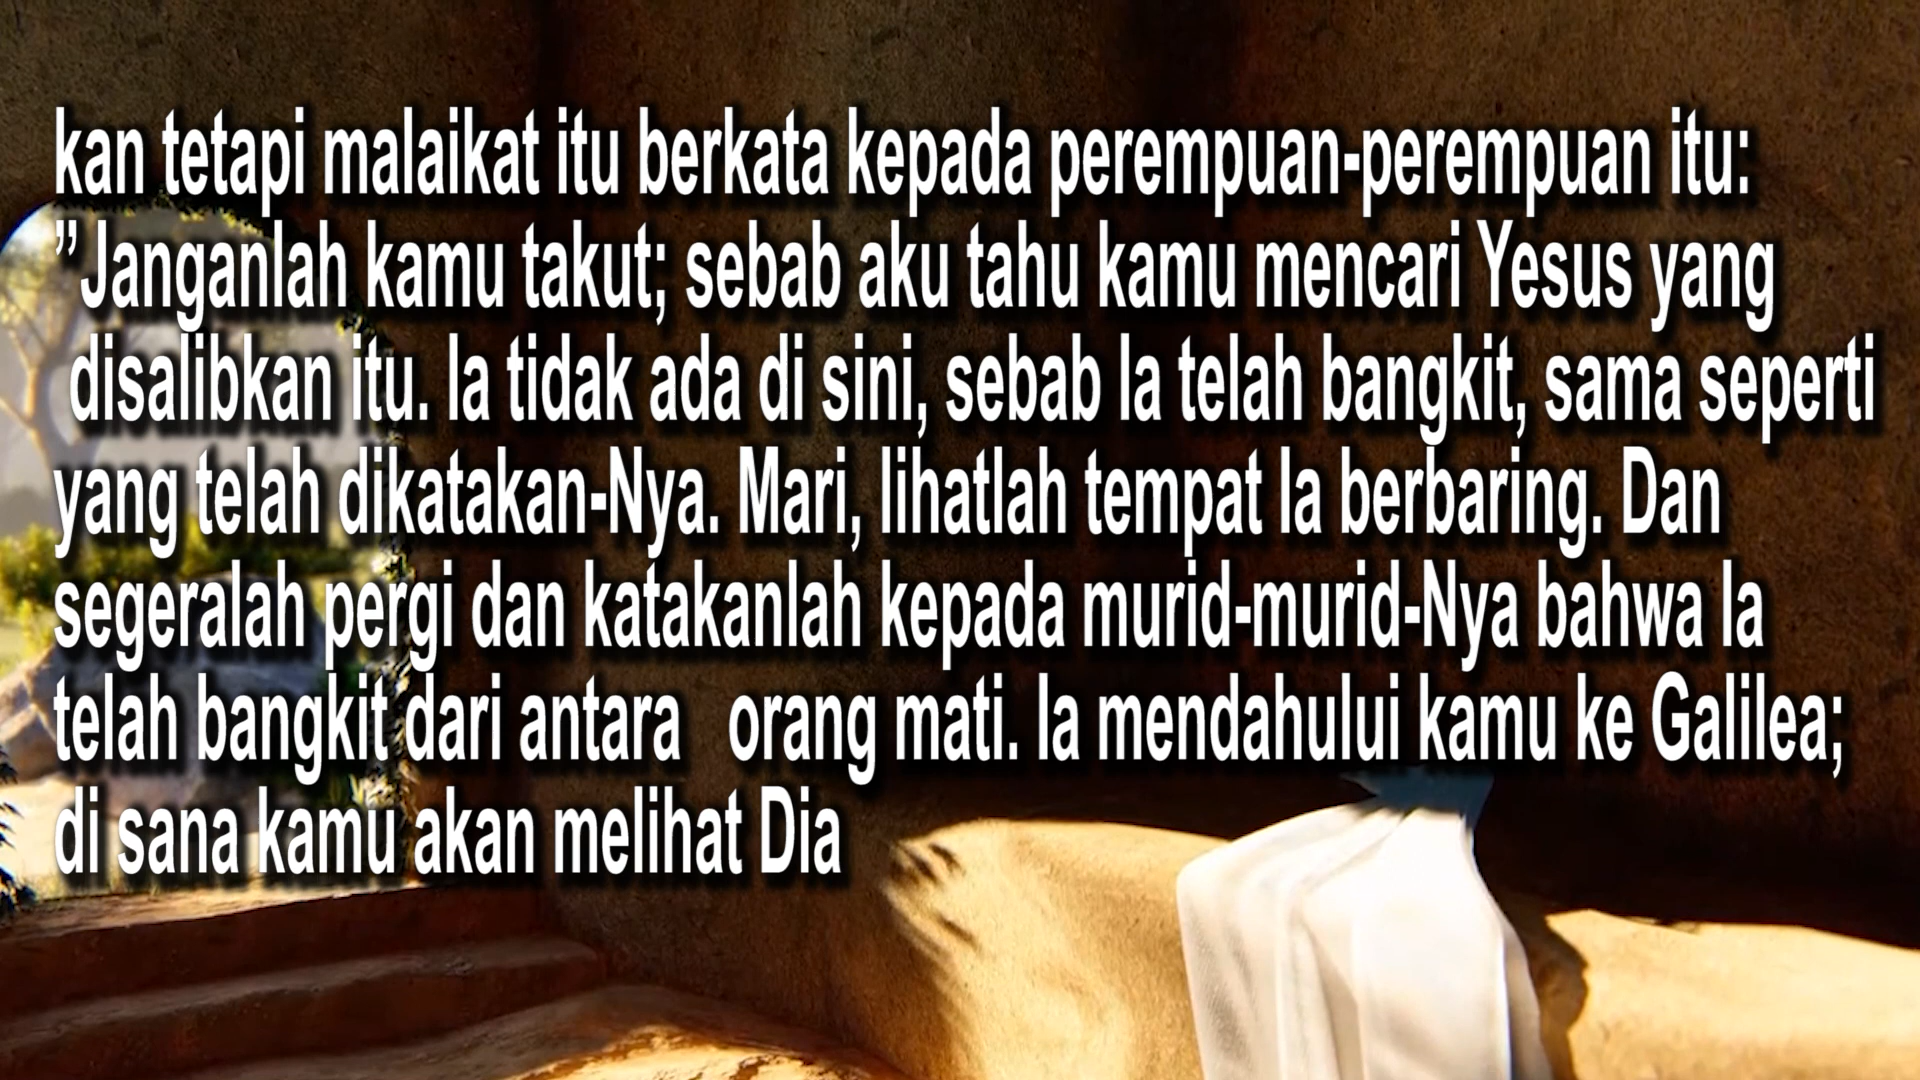 kan tetapi malaikat itu berkata kepada perempuan-perempuan itu:
”Janganlah kamu takut; sebab aku tahu kamu mencari Yesus yang
disalibkan itu. Ia tidak ada di sini, sebab Ia telah bangkit, sama seperti
yang telah dikatakan-Nya. Mari, lihatlah tempat Ia berbaring. Dan
segeralah pergi dan katakanlah kepada murid-murid-Nya bahwa Ia
telah bangkit dari antara orang mati. Ia mendahului kamu ke Galilea;
di sana kamu akan melihat Dia